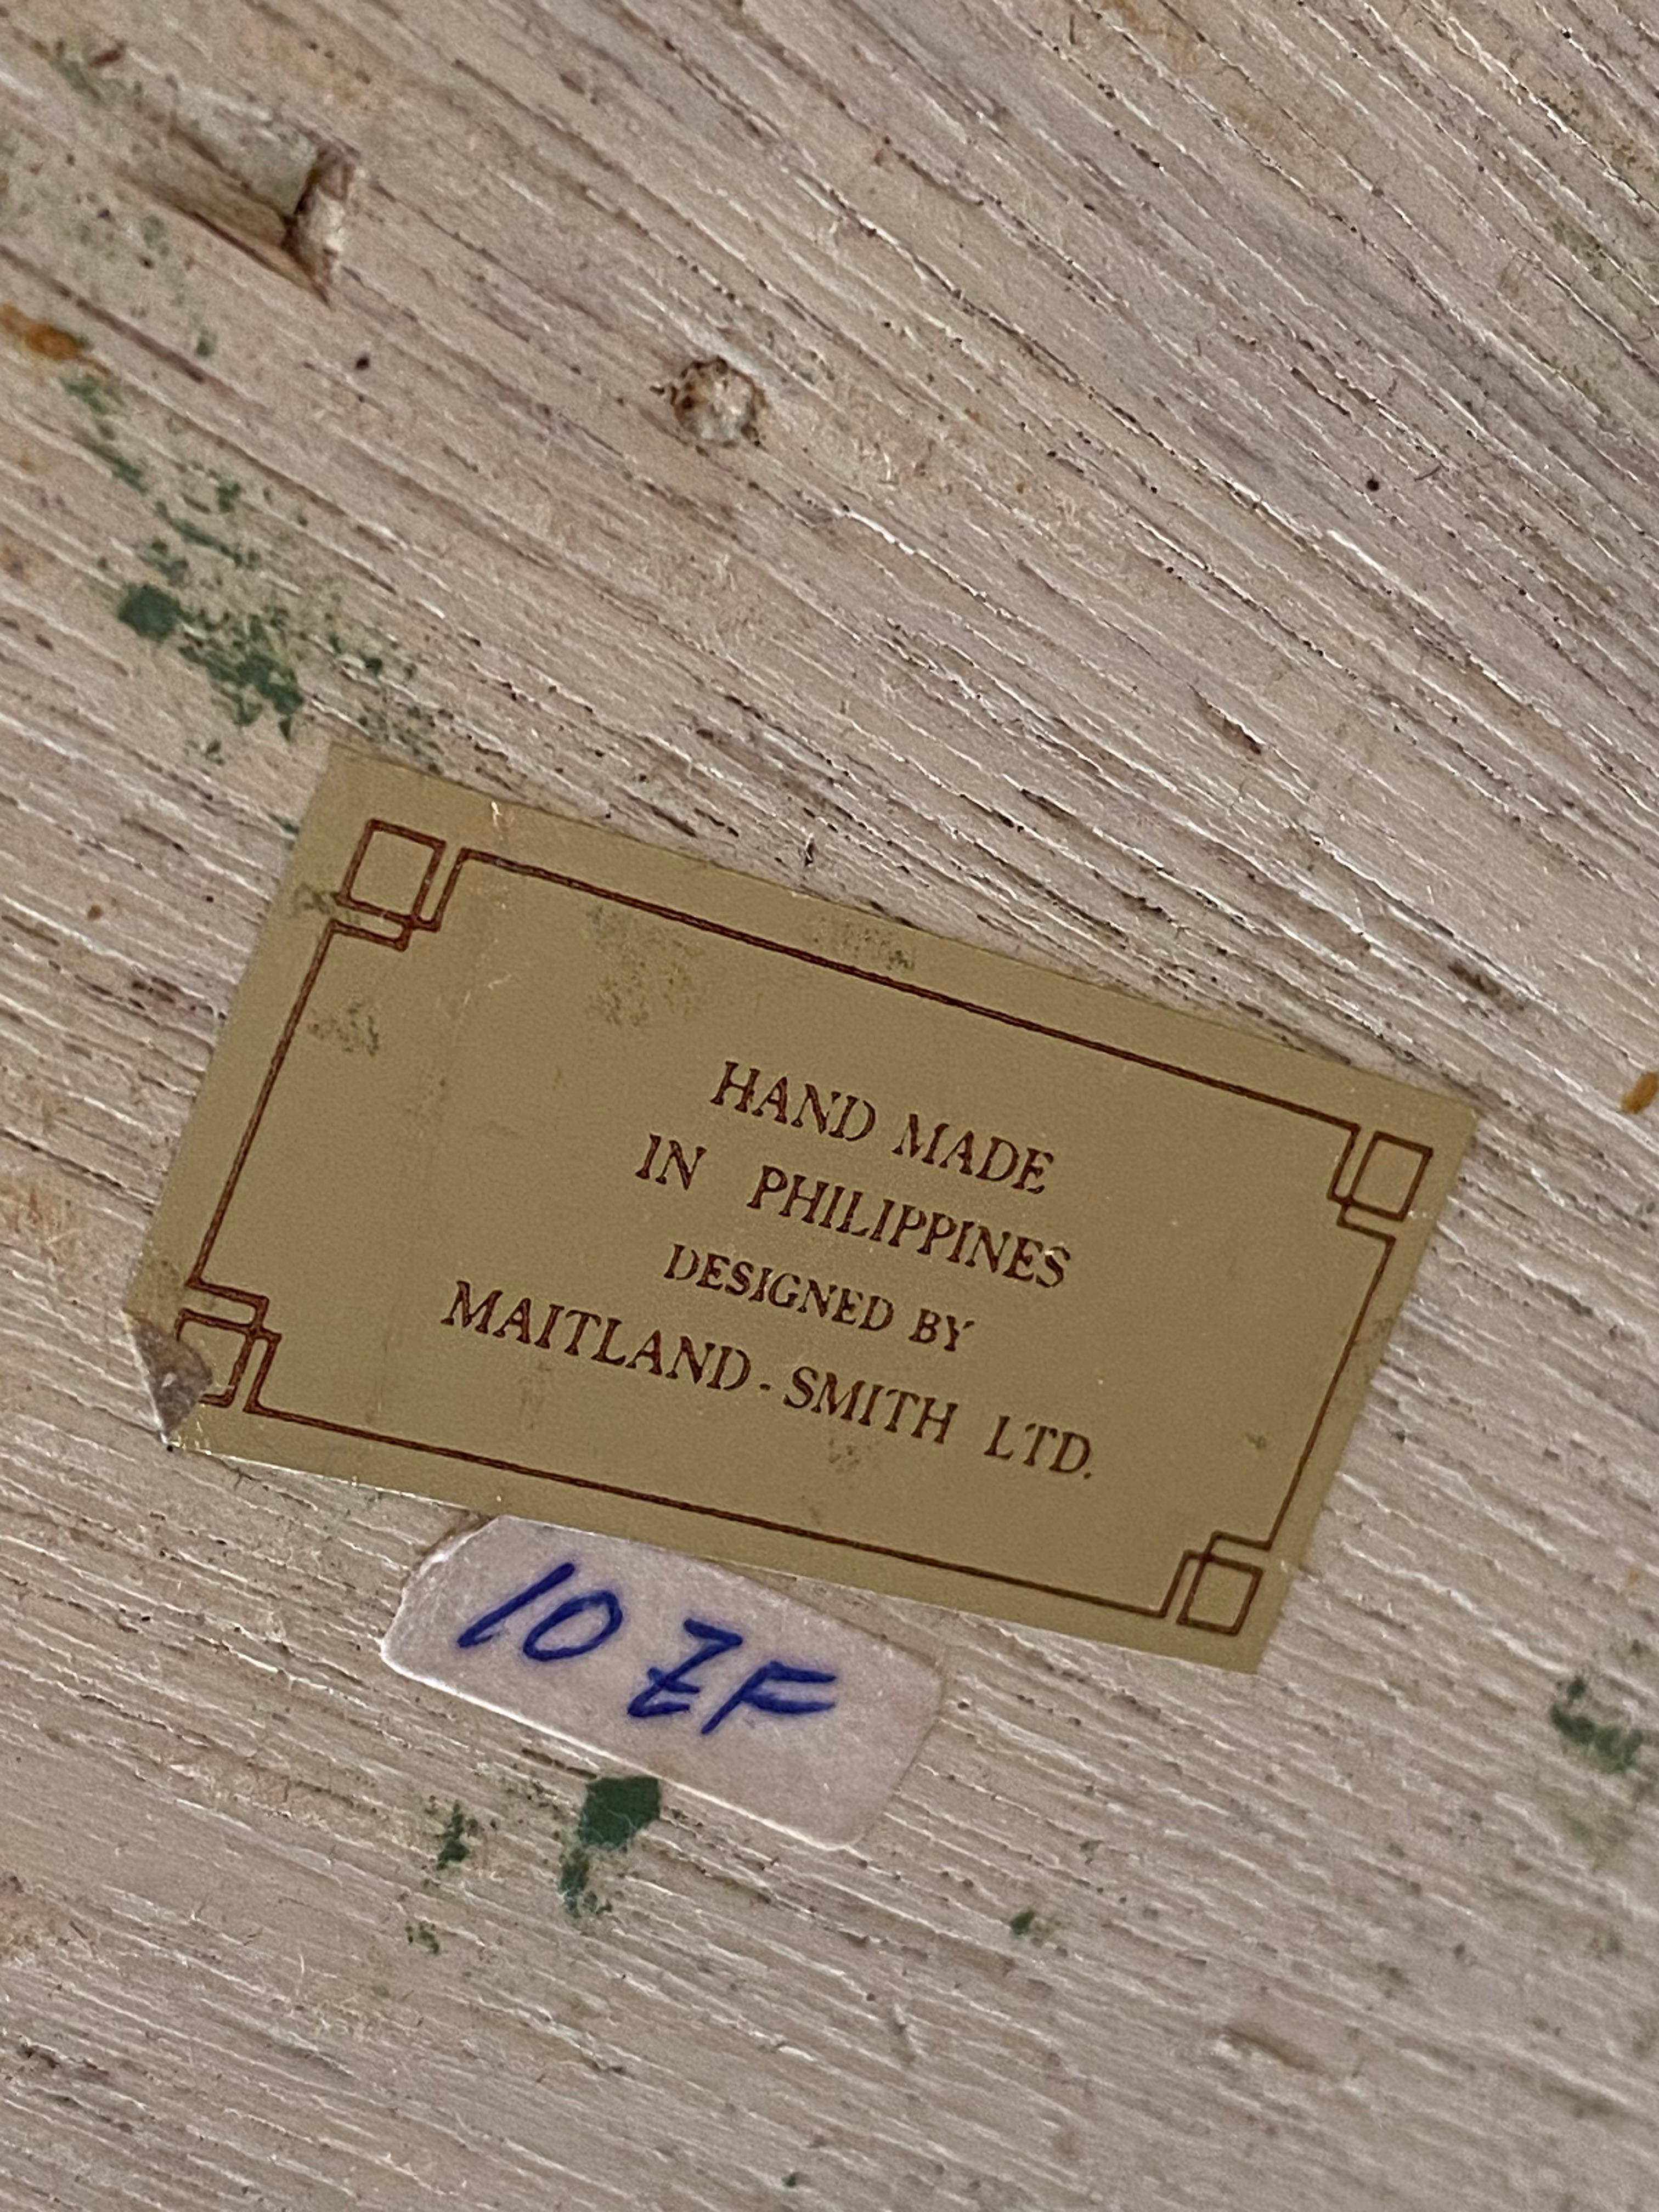 HAND MADE
IN PHILIPPINES
DESIGNED BY
MAITLAND-SMITH LTD.
10 ZF